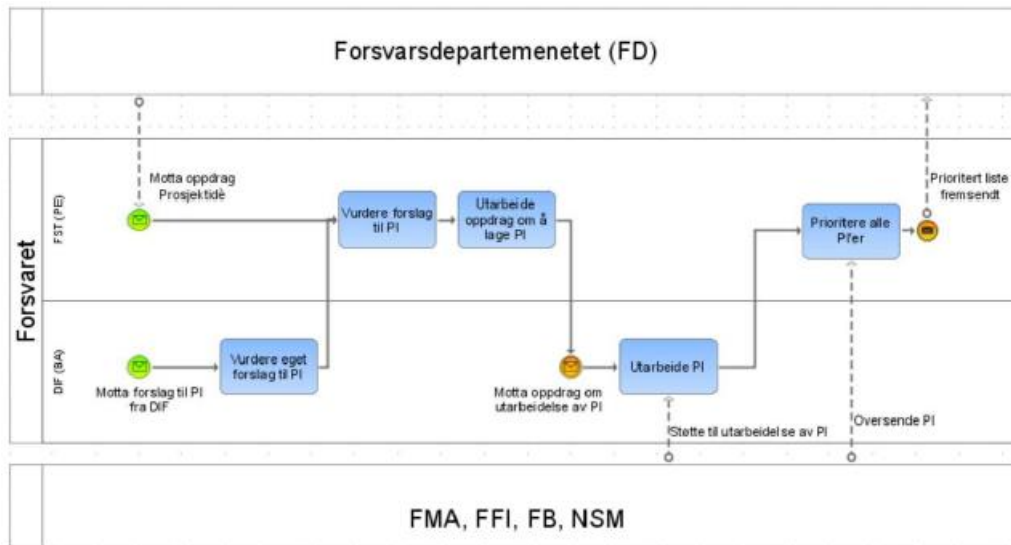 Forsvarsdepartemenetet (FD)
Forsvaret
FST (PE)
Motta oppdrag
Prosjektidè
Vurdere forslag
til PI
Utarbeide
oppdrag om å
lage PI
Prioritere alle
PI'er
Prioritert liste
fremsendt
DIF (BA)
Motta forslag til PI
fra DIF
Vurdere eget
forslag til PI
Motta oppdrag om
utarbeidelse av PI
Utarbeide PI
Støtte til utarbeidelse av PI
Oversende PI
FMA, FFI, FB, NSM